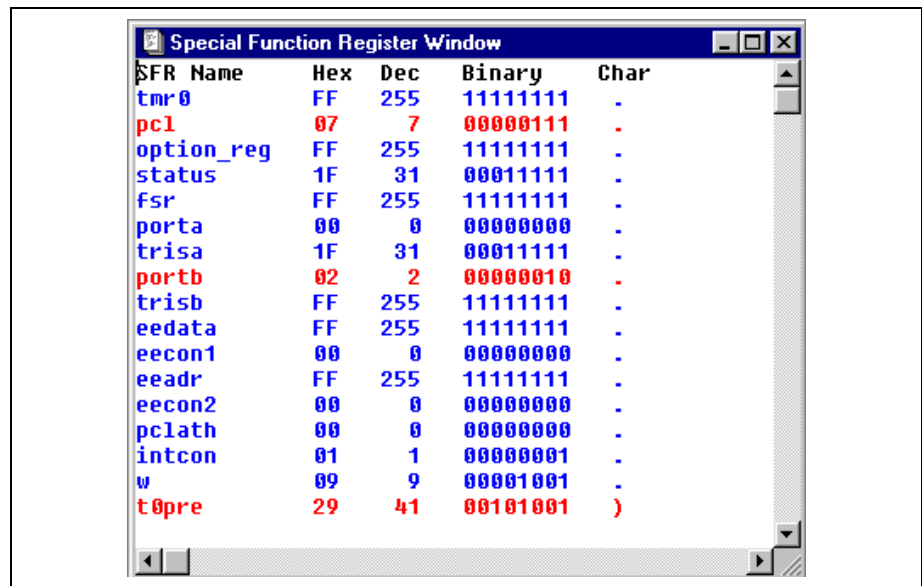 Special Function Register Window
SFR Name Hex Dec Binary Char
tmr0 FF 255 11111111 .
pcl 07 7 00000111 .
option_reg FF 255 11111111 .
status 1F 31 00011111 .
fsr FF 255 11111111 .
porta 00 0 00000000 .
trisa 1F 31 00011111 .
portb 02 2 00000010 .
trisb FF 255 11111111 .
eedata FF 255 11111111 .
eecon1 00 0 00000000 .
eeadr FF 255 11111111 .
eecon2 00 0 00000000 .
pclath 00 0 00000000 .
intcon 01 1 00000001 .
w 09 9 00001001 .
t0pre 29 41 00101001 )